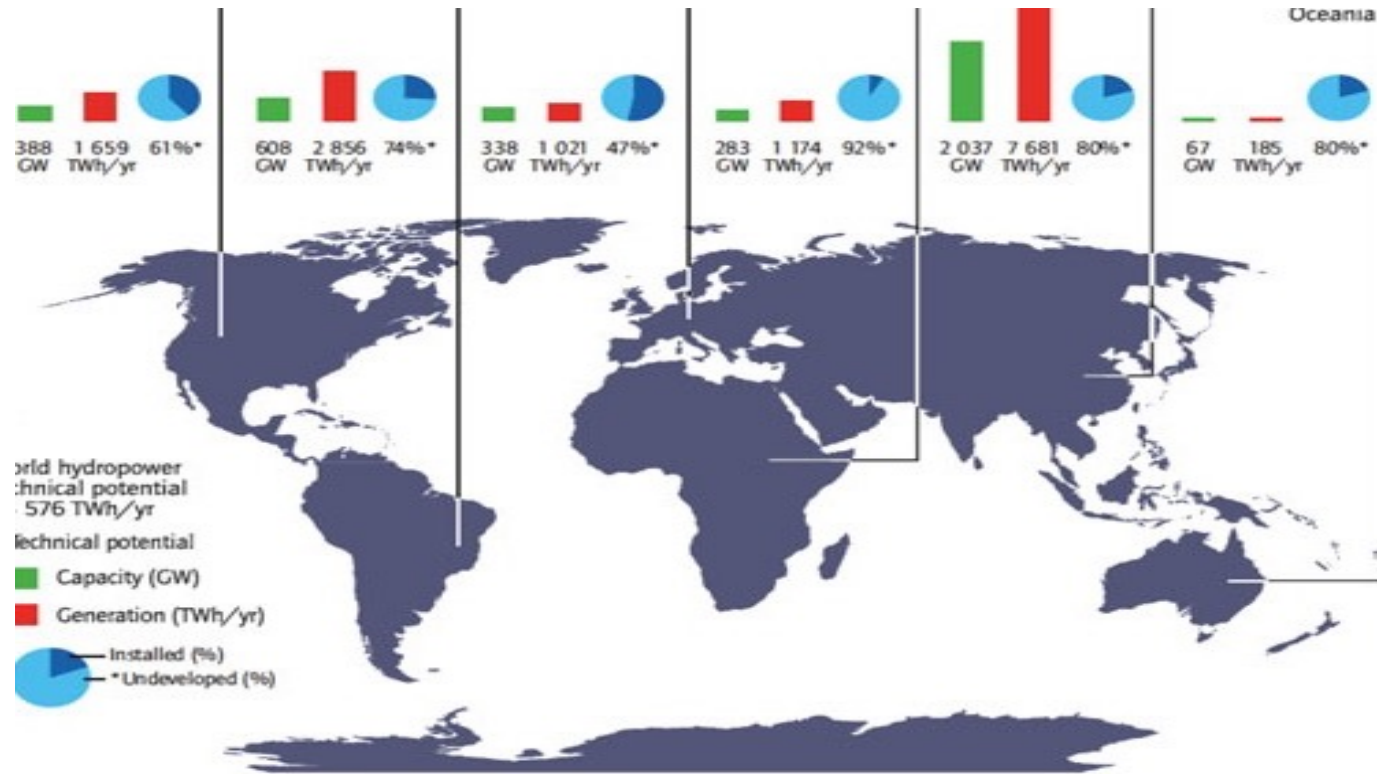 Oceania
388 1 659 61%*
GW TWh/yr
608 2 856 74%*
GW TWh/yr
338 1 021 47%*
GW TWh/yr
283 1 174 92%*
GW TWh/yr
2 037 7 681 80%*
GW TWh/yr
67 185 80%*
GW TWh/yr
orld hydropower
chnical potential
576 TWh/yr
Technical potential
Capacity (GW)
Generation (TWh/yr)
Installed (%)
*Undeveloped (%)